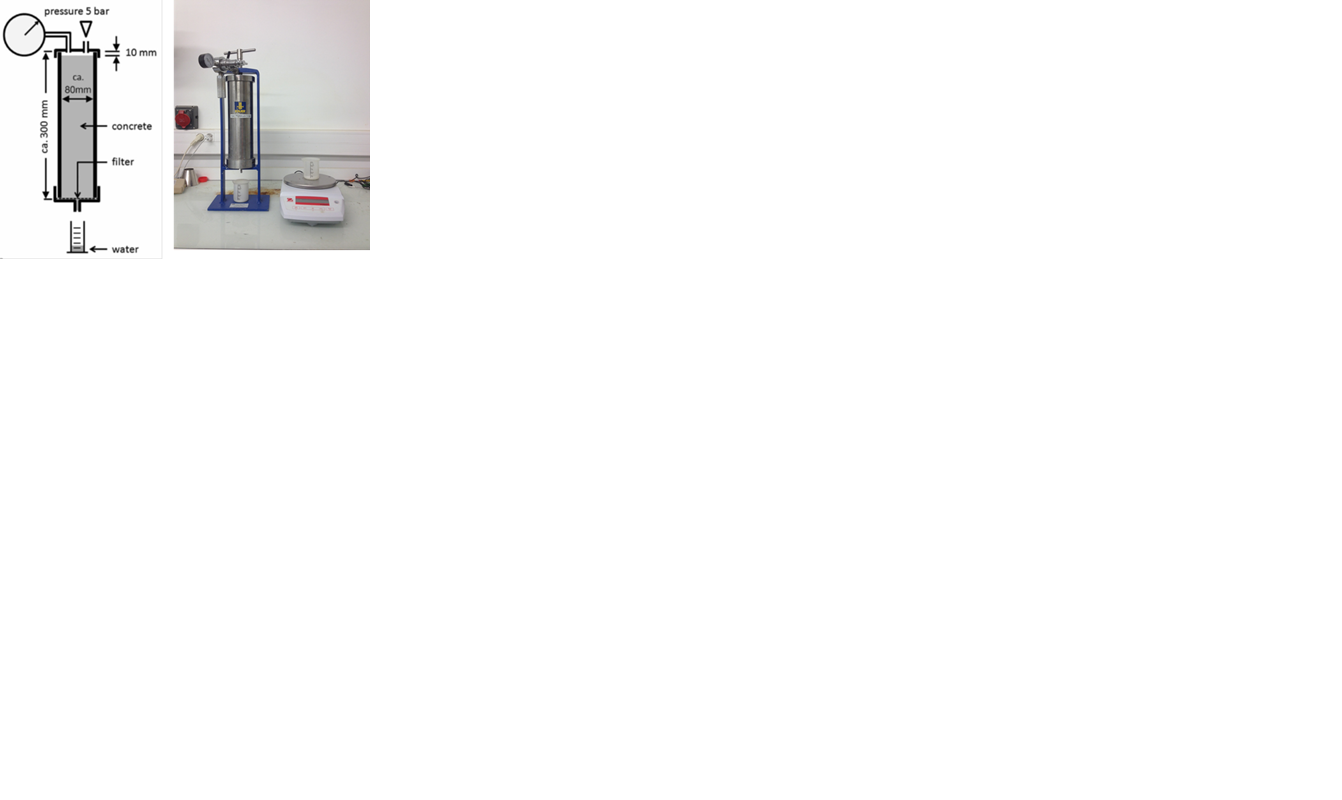 pressure 5 bar
10 mm
ca.
80mm
ca. 300 mm
concrete
filter
water